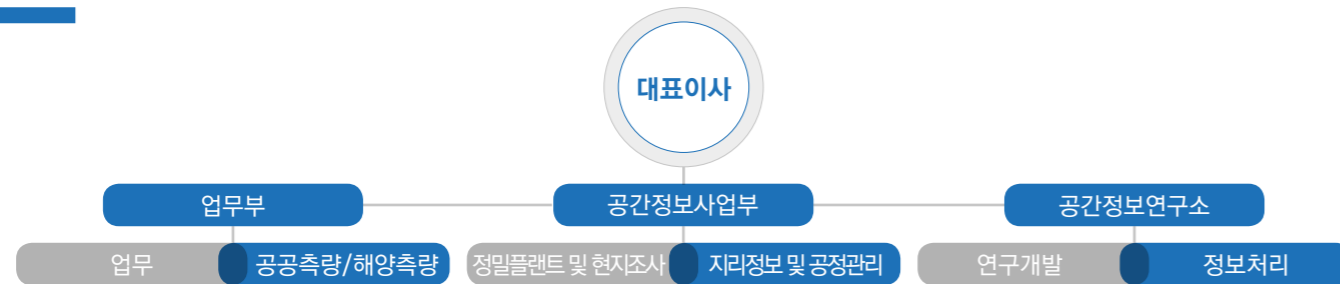 대표이사
업무부
공간정보사업부
공간정보연구소
업무
공공측량/해양측량
정밀플랜트 및 현지조사
지리정보 및 공정관리
연구개발
정보처리